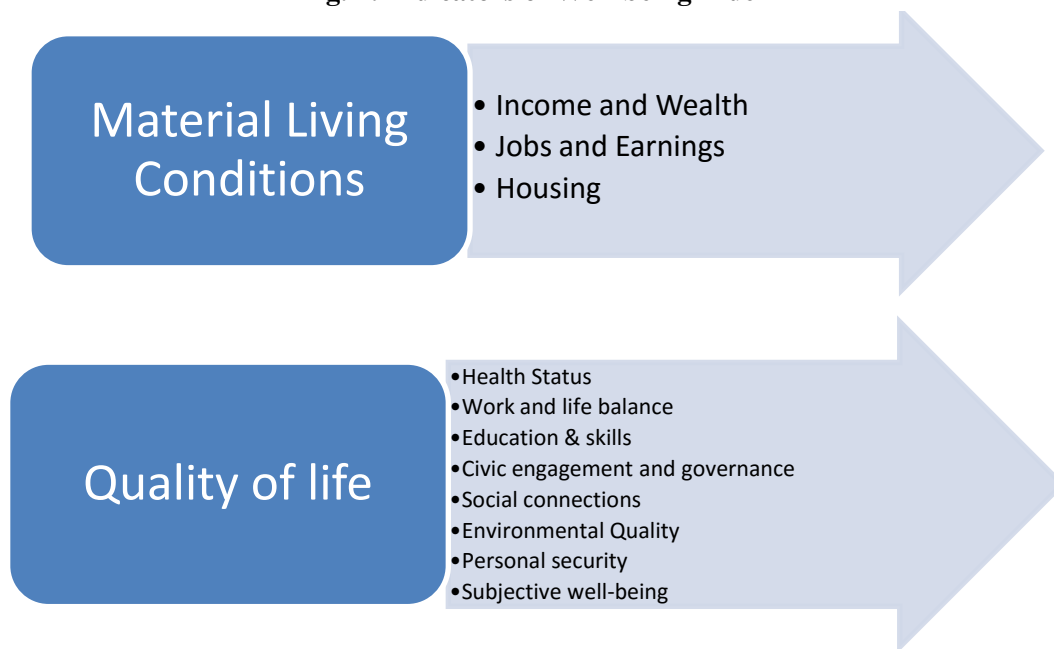 Material Living
Conditions
• Income and Wealth
• Jobs and Earnings
• Housing
Quality of life
•Health Status
•Work and life balance
•Education & skills
•Civic engagement and governance
•Social connections
•Environmental Quality
•Personal security
•Subjective well-being